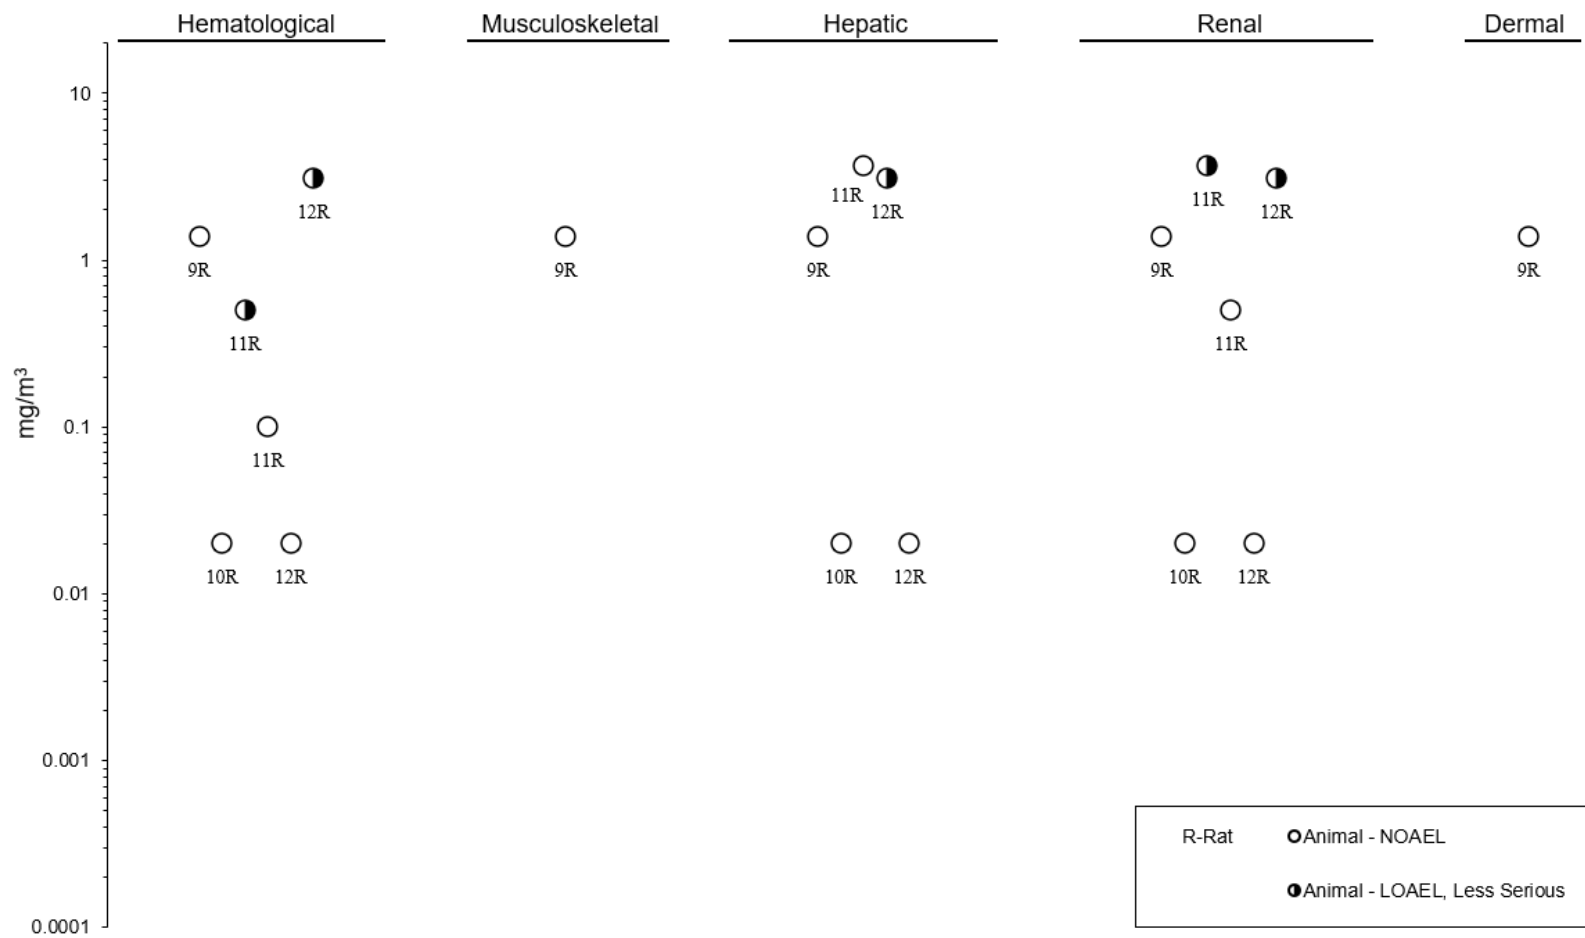 Hematological Musculoskeletal Hepatic Renal Dermal
10
11R 12R 11R 12R
12R
9R 9R 9R 9R 9R
1
11R 11R
mg/m³
0.1
11R
10R 12R 10R 12R 10R 12R
0.01
0.001
R-Rat Animal - NOAEL
Animal - LOAEL, Less Serious
0.0001